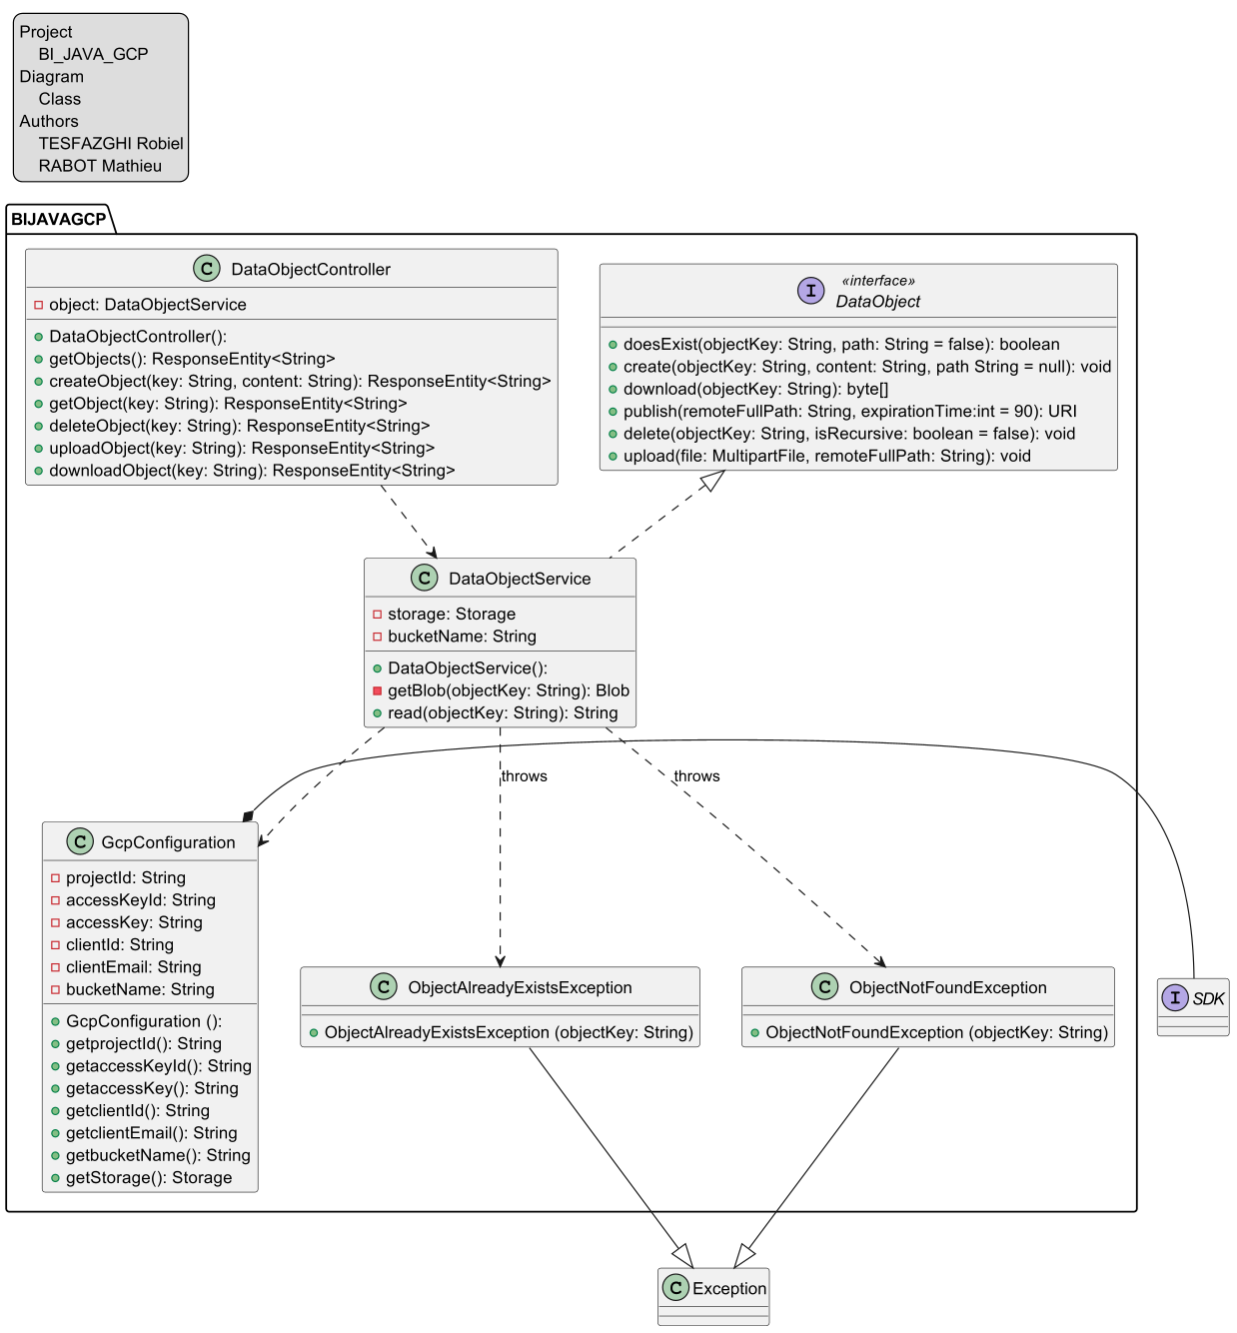 Project
BI_JAVA_GCP
Diagram
Class
Authors
TESFAZGHI Robiel
RABOT Mathieu
BIJAVAGCP
C DataObjectController
object: DataObjectService
DataObjectController():
getObjects(): ResponseEntity<String>
createObject(key: String, content: String): ResponseEntity<String>
getObject(key: String): ResponseEntity<String>
deleteObject(key: String): ResponseEntity<String>
uploadObject(key: String): ResponseEntity<String>
downloadObject(key: String): ResponseEntity<String>
«interface»
I DataObject
doesExist(objectKey: String, path: String = false): boolean
create(objectKey: String, content: String, path String = null): void
download(objectKey: String): byte[]
publish(remoteFullPath: String, expirationTime:int = 90): URI
delete(objectKey: String, isRecursive: boolean = false): void
upload(file: MultipartFile, remoteFullPath: String): void
C DataObjectService
storage: Storage
bucketName: String
DataObjectService():
getBlob(objectKey: String): Blob
read(objectKey: String): String
throws
throws
C GcpConfiguration
projectId: String
accessKeyId: String
accessKey: String
clientId: String
clientEmail: String
bucketName: String
GcpConfiguration ():
getprojectId(): String
getaccessKeyId(): String
getaccessKey(): String
getclientId(): String
getclientEmail(): String
getbucketName(): String
getStorage(): Storage
C ObjectAlreadyExistsException
ObjectAlreadyExistsException (objectKey: String)
C ObjectNotFoundException
ObjectNotFoundException (objectKey: String)
I SDK
C Exception